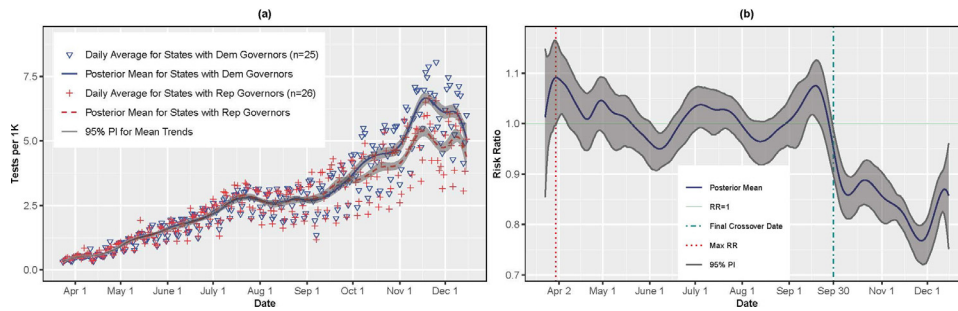 (a)
Tests per 1K
7.5
5.0
2.5
0.0
Daily Average for States with Dem Governors (n=25)
Posterior Mean for States with Dem Governors
Daily Average for States with Rep Governors (n=26)
Posterior Mean for States with Rep Governors
95% PI for Mean Trends
Apr 1 May 1 June 1 July 1 Aug 1 Sep 1 Oct 1 Nov 1 Dec 1
Date
(b)
Risk Ratio
1.1
1.0
0.9
0.8
0.7
Posterior Mean
RR=1
Final Crossover Date
Max RR
95% PI
Apr 2 May 1 June 1 July 1 Aug 1 Sep 1 Sep 30 Nov 1 Dec 1
Date